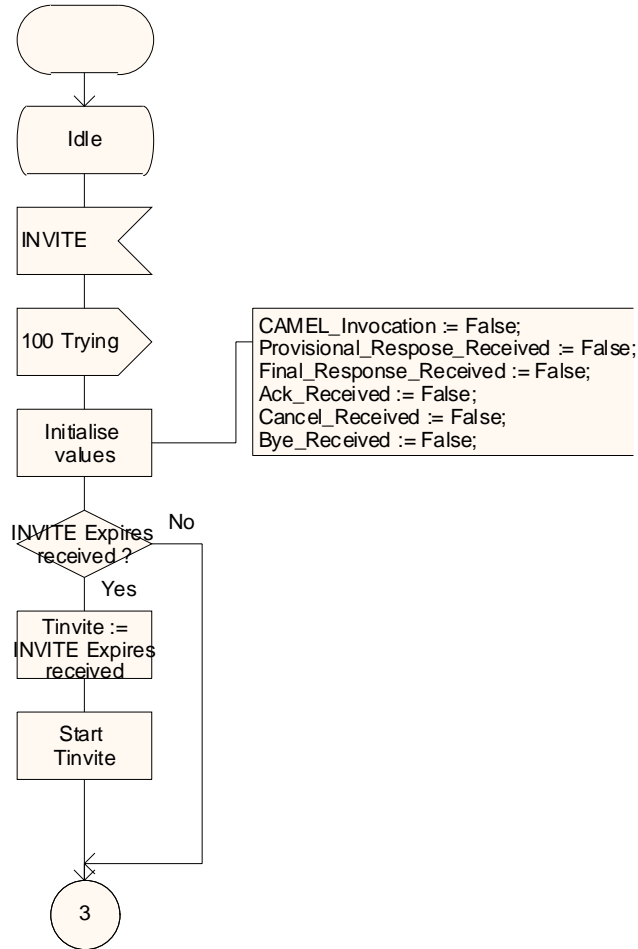 Idle
INVITE
100 Trying
CAMEL_Invocation := False;
Provisional_Respose_Received := False;
Final_Response_Received := False;
Ack_Received := False;
Cancel_Received := False;
Bye_Received := False;
Initialise
values
INVITE Expires
received ?
No
Yes
Tinvite :=
INVITE Expires
received
Start
Tinvite
3